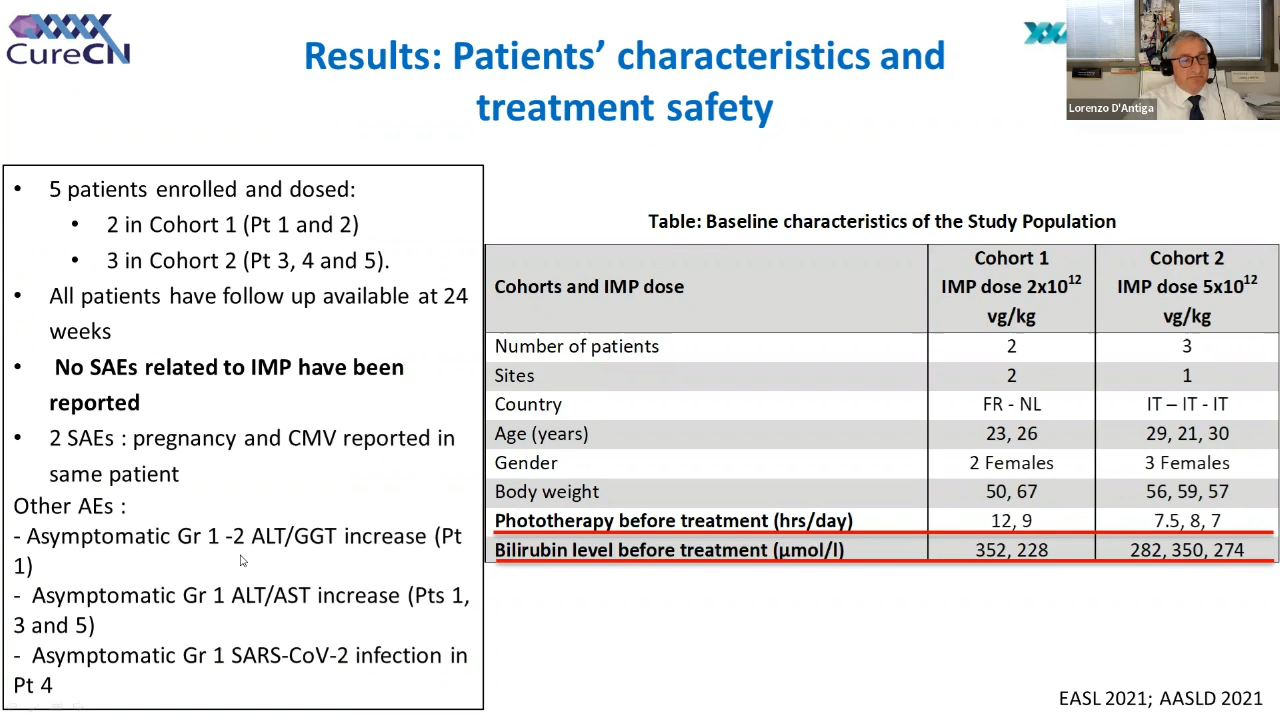 CureCN
Results: Patients’ characteristics and
treatment safety
Lorenzo D'Antiga
• 5 patients enrolled and dosed:
• 2 in Cohort 1 (Pt 1 and 2)
• 3 in Cohort 2 (Pt 3, 4 and 5).
• All patients have follow up available at 24
weeks
• No SAEs related to IMP have been
reported
• 2 SAEs : pregnancy and CMV reported in
same patient
Other AEs :
- Asymptomatic Gr 1 -2 ALT/GGT increase (Pt
1)
- Asymptomatic Gr 1 ALT/AST increase (Pts 1,
3 and 5)
- Asymptomatic Gr 1 SARS-CoV-2 infection in
Pt 4
Table: Baseline characteristics of the Study Population
Cohorts and IMP dose
Cohort 1
IMP dose 2x10¹²
vg/kg
Cohort 2
IMP dose 5x10¹²
vg/kg
Number of patients 2 3
Sites 2 1
Country FR - NL IT – IT - IT
Age (years) 23, 26 29, 21, 30
Gender 2 Females 3 Females
Body weight 50, 67 56, 59, 57
Phototherapy before treatment (hrs/day) 12, 9 7.5, 8, 7
Bilirubin level before treatment (µmol/l) 352, 228 282, 350, 274
EASL 2021; AASLD 2021